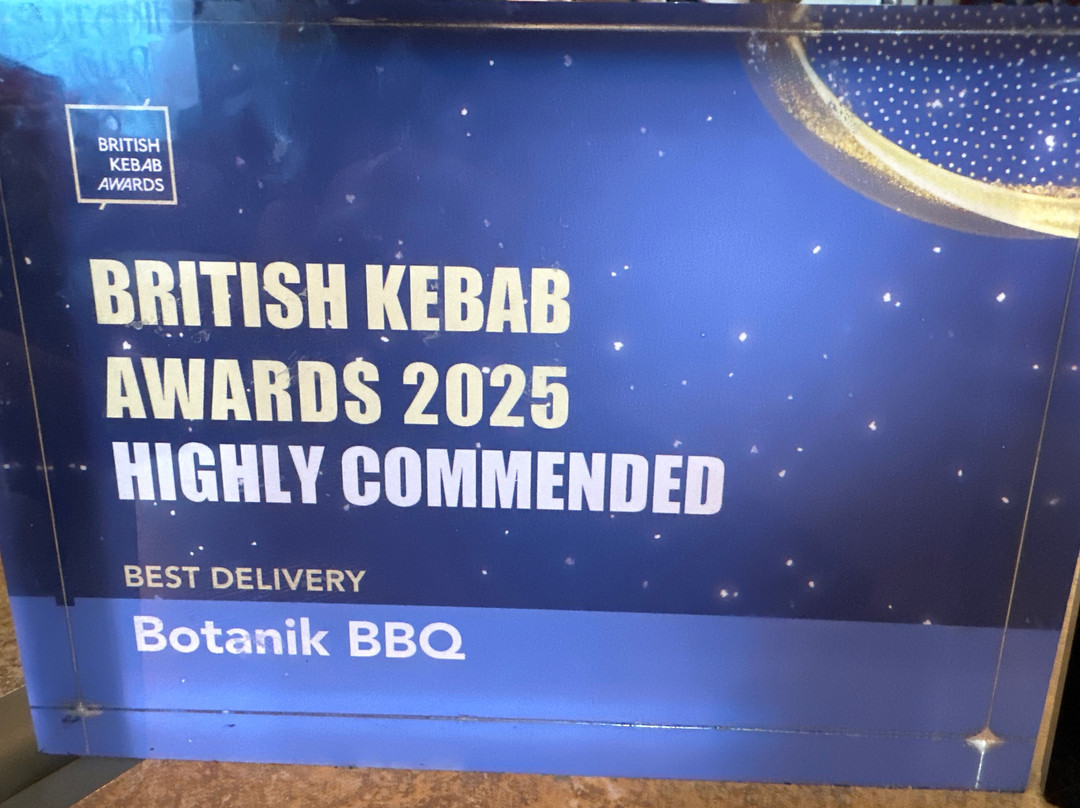 BRITISH
KEBAB
AWARDS
BRITISH KEBAB
AWARDS 2025
HIGHLY COMMENDED
BEST DELIVERY
Botanik BBQ